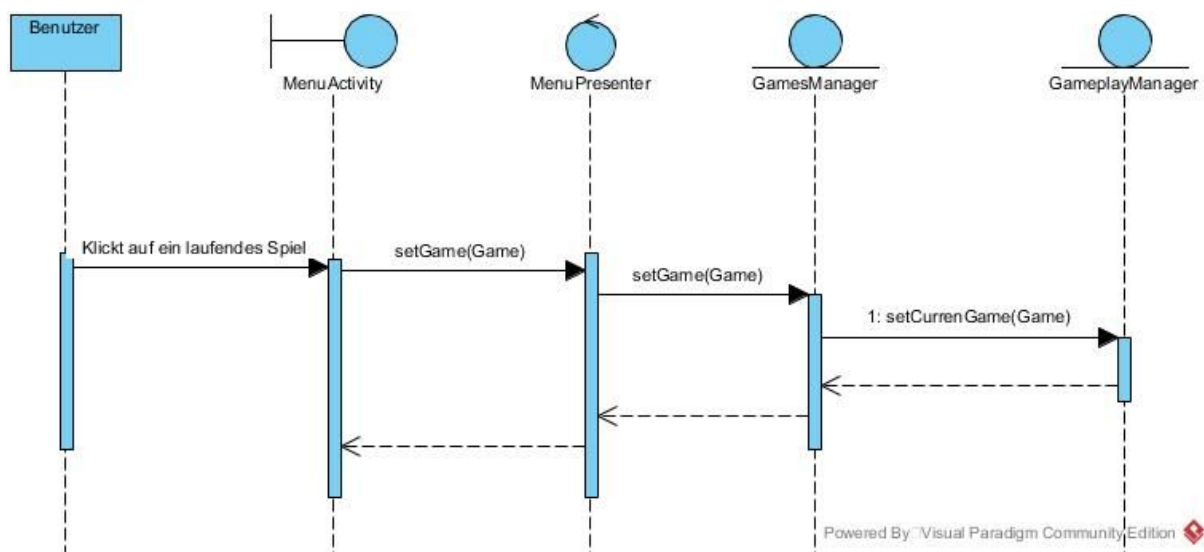 Benutzer
MenuActivity
MenuPresenter
GamesManager
GameplayManager
Klickt auf ein laufendes Spiel
setGame(Game)
setGame(Game)
1: setCurrenGame(Game)
Powered By Visual Paradigm Community Edition